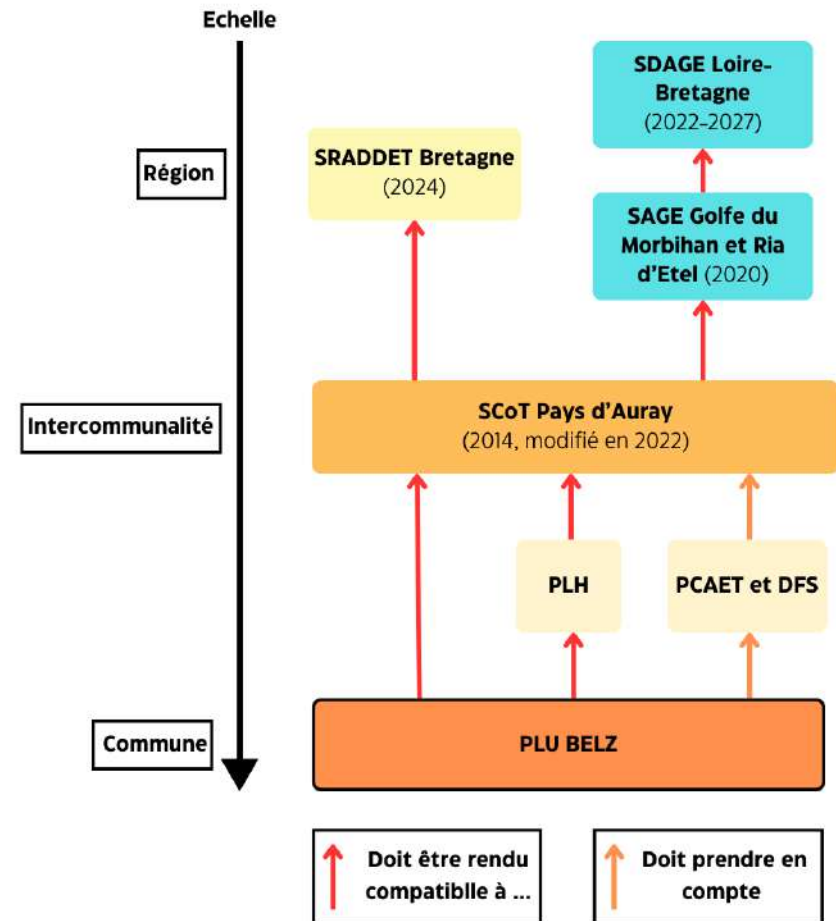 Echelle
SDAGE Loire-
Bretagne
(2022-2027)
SRADDET Bretagne
(2024)
Région
SAGE Golfe du
Morbihan et Ria
d'Etel (2020)
SCoT Pays d'Auray
(2014, modifié en 2022)
Intercommunalité
PLH
PCAET et DFS
PLU BELZ
Commune
Doit être rendu
compatiblle à ...
Doit prendre en
compte